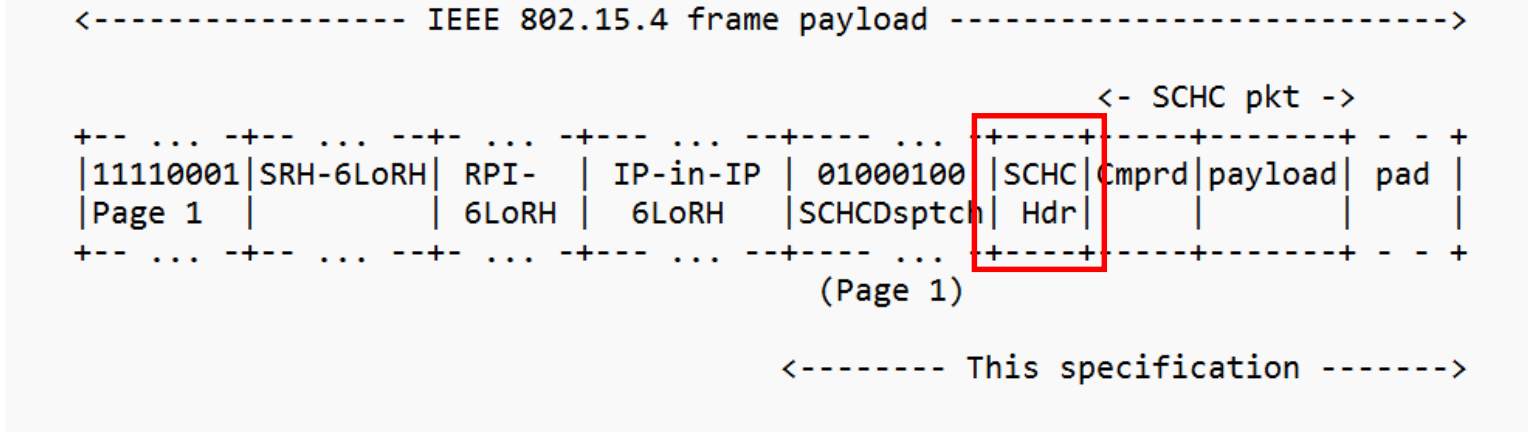 <----------------- IEEE 802.15.4 frame payload --------------------------->
<- SCHC pkt ->
+-- ... -+-- ... --+- ... -+--- ... --+---- ... -+----+-----+-------+ - - +
|11110001|SRH-6LoRH| RPI- | IP-in-IP | 01000100 |SCHC|Cmprd|payload| pad |
|Page 1 | | 6LoRH | 6LoRH |SCHCDsptch| Hdr| | | |
+-- ... -+-- ... --+- ... -+--- ... --+---- ... -+----+-----+-------+ - - +
(Page 1)
<-------- This specification ------->